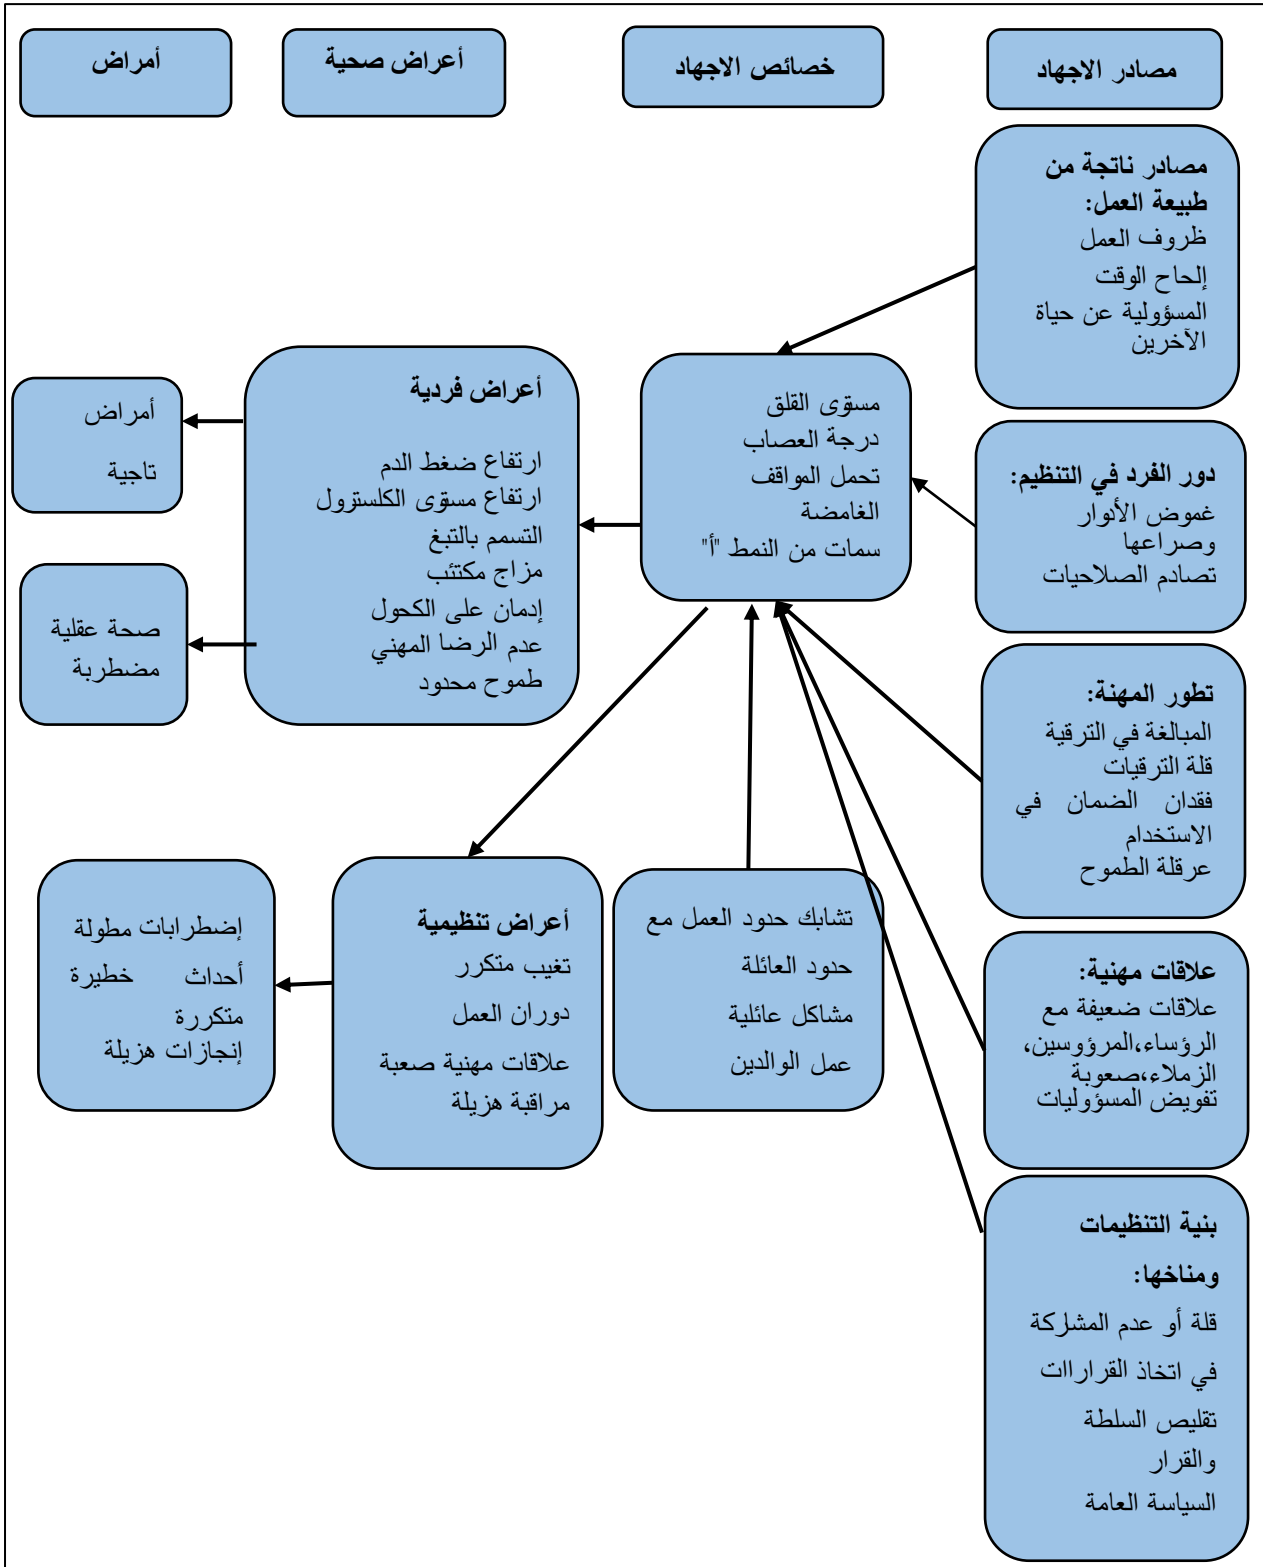 مصادر الاجهاد
خصائص الاجهاد
أعراض صحية
أمراض
مصادر ناتجة من
طبيعة العمل:
ظروف العمل
إلحاح الوقت
المسؤولية عن حياة
الآخرين
دور الفرد في التنظيم:
غموض الأدوار
وصراعها
تصادم الصلاحيات
تطور المهنة:
المبالغة في الترقية
قلة الترقيات
فقدان الضمان في
الاستخدام
عرقلة الطموح
علاقات مهنية:
علاقات ضعيفة مع
الرؤساء،المرؤوسين،
الزملاء،صعوبة
تفويض المسؤوليات
بنية التنظيمات
ومناخها:
قلة أو عدم المشاركة
في اتخاذ القراراات
تقليص السلطة
والقرار
السياسة العامة
مستوى القلق
درجة العصاب
تحمل المواقف
الغامضة
سمات من النمط "أ"
تشابك حدود العمل مع
حدود العائلة
مشاكل عائلية
عمل الوالدين
أعراض فردية
ارتفاع ضغط الدم
ارتفاع مستوى الكلسترول
التسمم بالتبغ
مزاج مكتئب
إدمان على الكحول
عدم الرضا المهني
طموح محدود
أعراض تنظيمية
تغيب متكرر
دوران العمل
علاقات مهنية صعبة
مراقبة هزيلة
أمراض
تاجية
صحة عقلية
مضطربة
إضطرابات مطولة
أحداث خطيرة
متكررة
إنجازات هزيلة